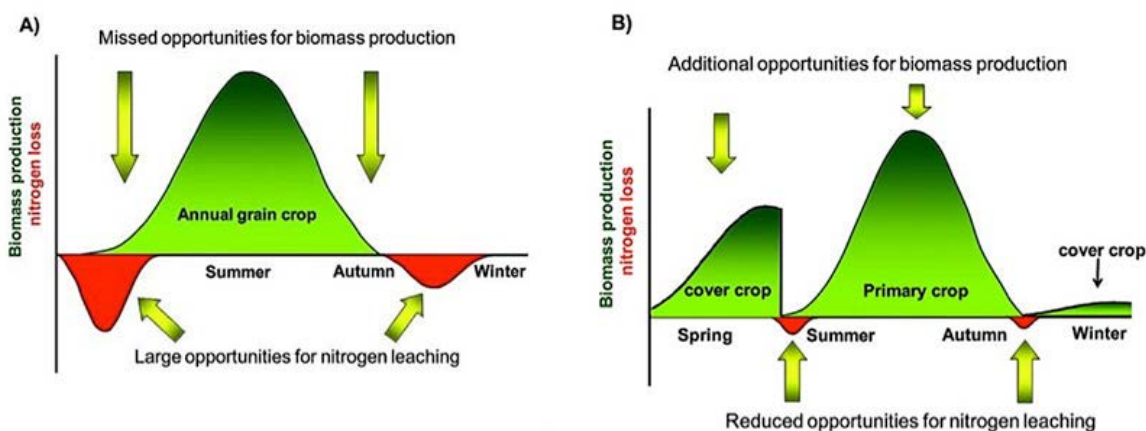 A)
Missed opportunities for biomass production
Biomass production
nitrogen loss
Annual grain crop
Summer
Autumn
Winter
Large opportunities for nitrogen leaching
B)
Additional opportunities for biomass production
Biomass production
nitrogen loss
cover crop
Primary crop
cover crop
Spring
Summer
Autumn
Winter
Reduced opportunities for nitrogen leaching